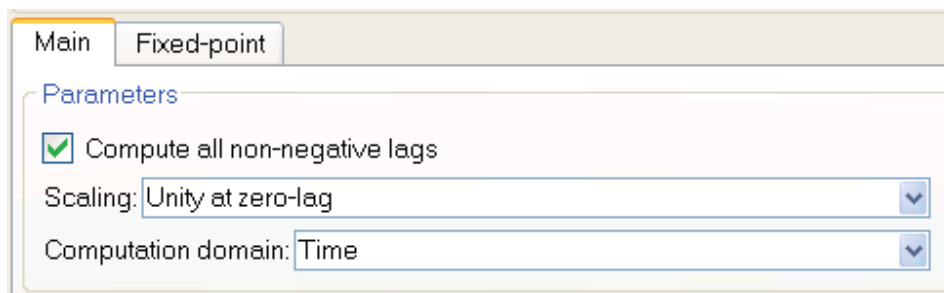 Main Fixed-point
Parameters
Compute all non-negative lags
Scaling: Unity at zero-lag
Computation domain: Time